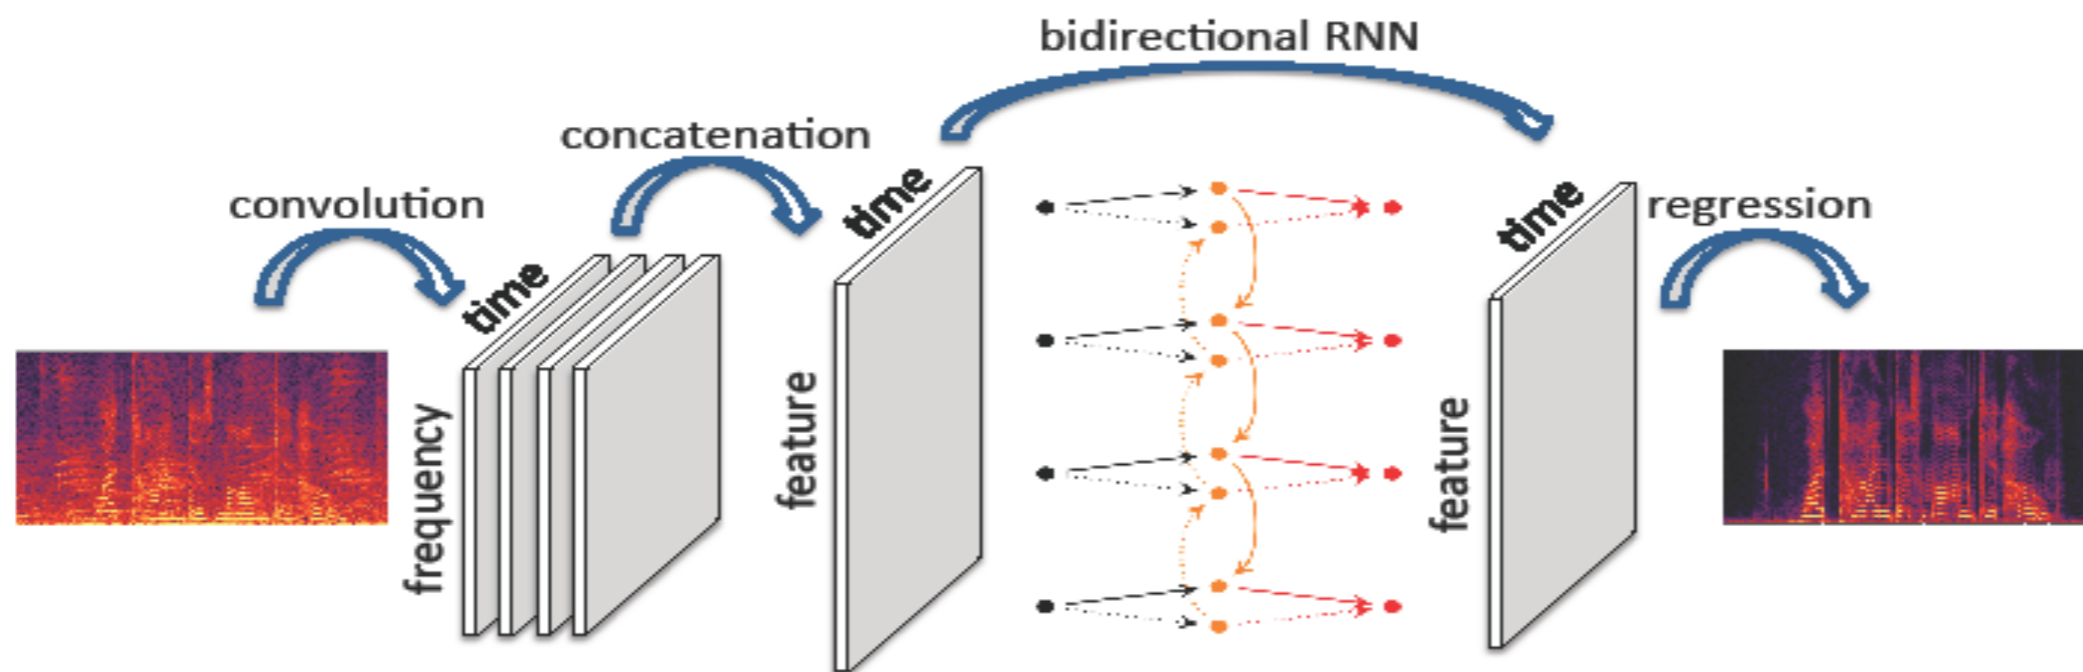 bidirectional RNN
concatenation
convolution
regression
time
time
time
frequency
feature
feature